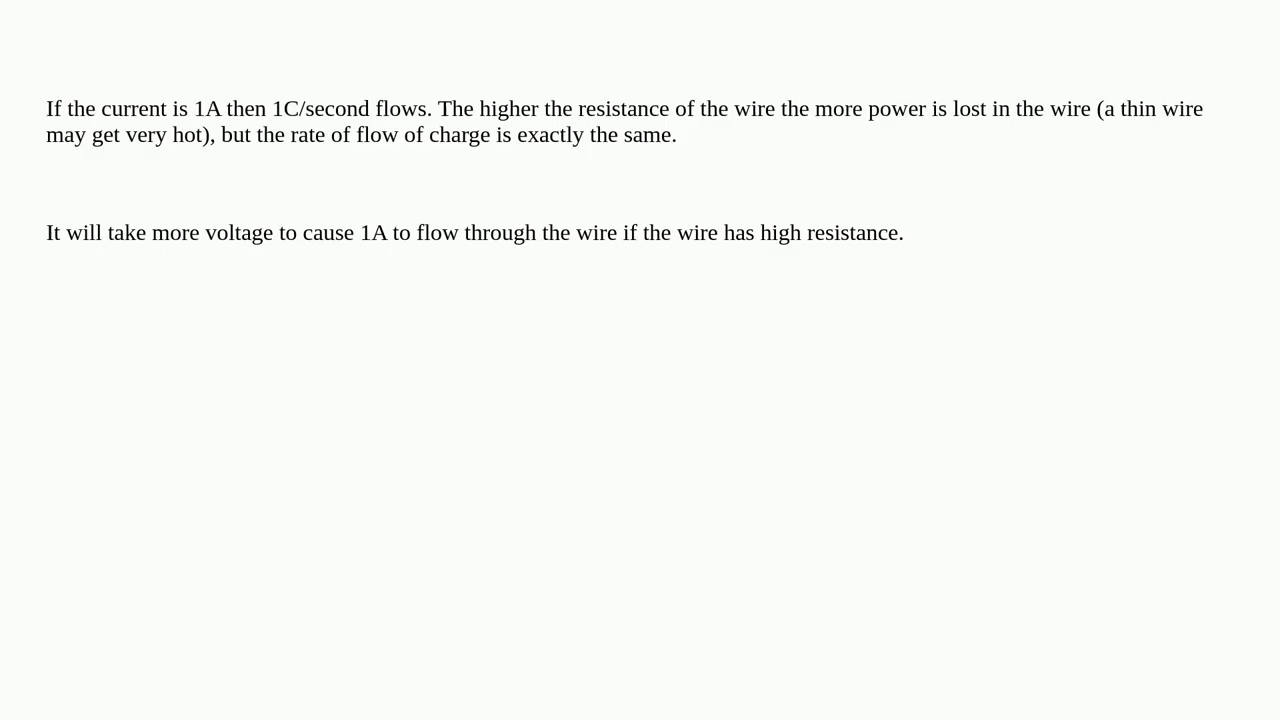 If the current is 1A then 1C/second flows. The higher the resistance of the wire the more power is lost in the wire (a thin wire
may get very hot), but the rate of flow of charge is exactly the same.
It will take more voltage to cause 1A to flow through the wire if the wire has high resistance.